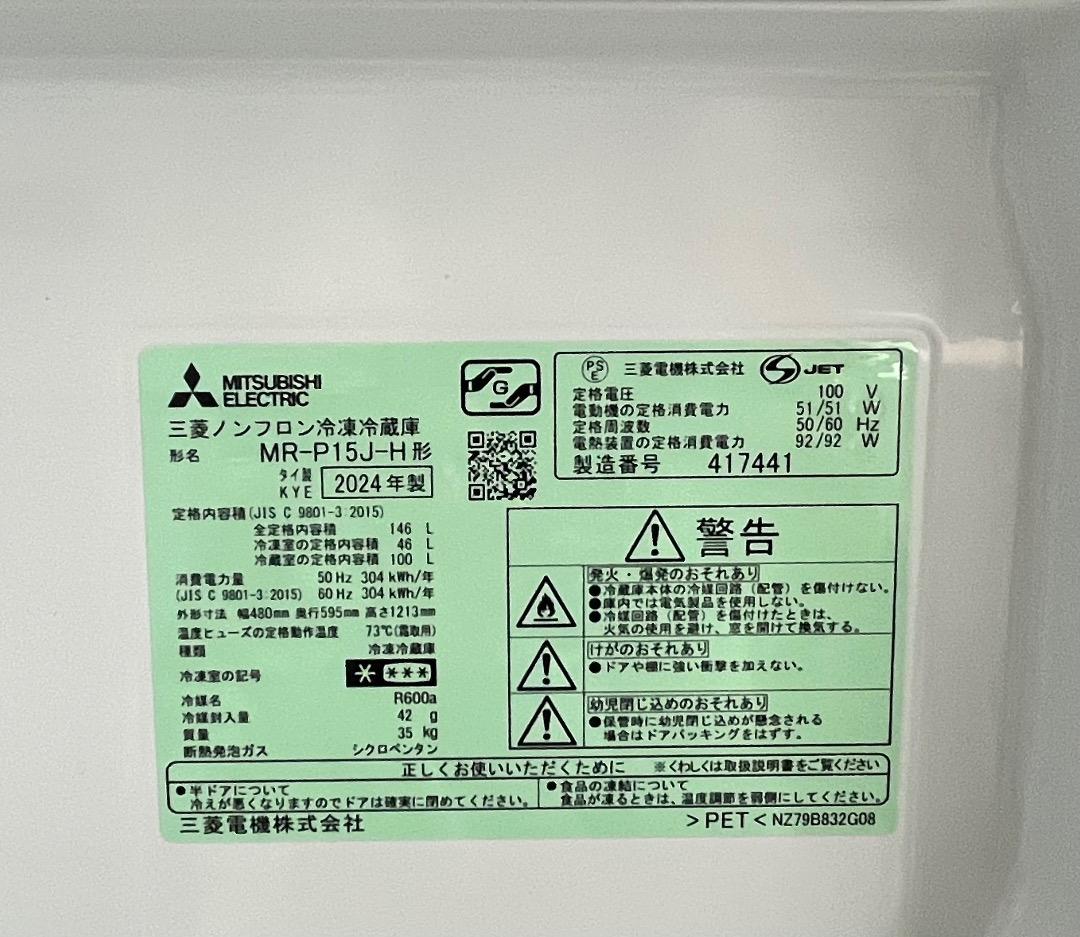 MITSUBISHI
ELECTRIC
三菱ノンフロン冷凍冷蔵庫
形名 MR-P15J-H形
タイ製
KYE 2024年製
定格内容積(JIS C 9801-3:2015)
全定格内容積 146 L
冷凍室の定格内容積 46 L
冷蔵室の定格内容積 100 L
消費電力量 50Hz 304kWh/年
(JIS C 9801-3:2015) 60Hz 304kWh/年
外形寸法 幅480mm 奥行595mm 高さ1213mm
温度ヒューズの定格動作温度 73℃(霜取用)
種類 冷凍冷蔵庫
冷凍室の記号 * ***
冷媒名 R600a
冷媒封入量 42 g
質量 35 kg
断熱発泡ガス シクロペンタン
G
PSE 三菱電機株式会社 JET
定格電圧 100 V
電動機の定格消費電力 51/51 W
定格周波数 50/60 Hz
電熱装置の定格消費電力 92/92 W
製造番号 417441
警告
発火・爆発のおそれあり
●冷蔵庫本体の冷媒回路(配管)を傷付けない。
●庫内では電気製品を使用しない。
●冷媒回路(配管)を傷付けたときは、
火気の使用を避け、窓を開けて換気する。
けがのおそれあり
●ドアや棚に強い衝撃を加えない。
幼児閉じ込めのおそれあり
●保管時に幼児閉じ込めが懸念される
場合はドアパッキングをはずす。
正しくお使いいただくために ※くわしくは取扱説明書をご覧ください
●半ドアについて
冷えが悪くなりますのでドアは確実に閉めてください。
●食品の凍結について
食品が凍るときは、温度調節を弱側にしてください。
三菱電機株式会社 >PET< NZ79B832G08